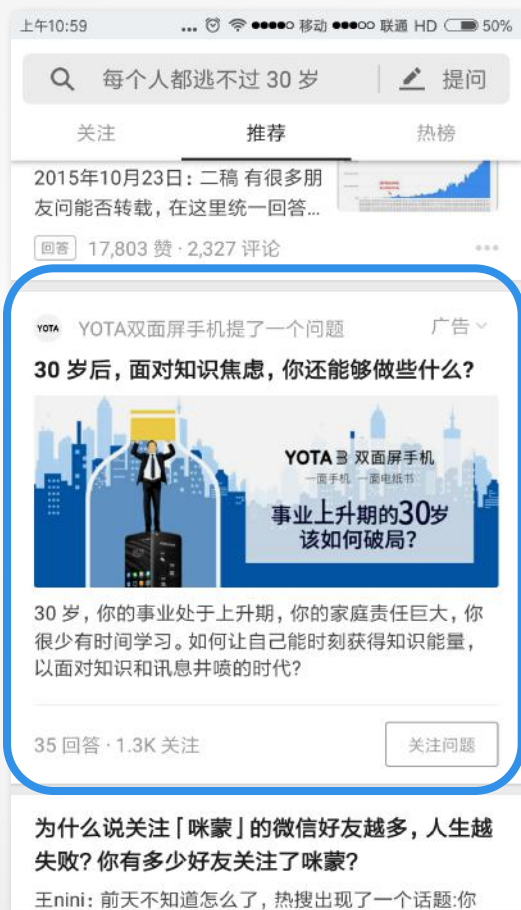 上午10:59 ... 移动 联通 HD 50%
每个人都逃不过 30 岁 提问
关注 推荐 热榜
2015年10月23日：二稿 有很多朋
友问能否转载，在这里统一回答...
回答 17,803 赞 · 2,327 评论
YOTA YOTA双面屏手机提了一个问题 广告
30 岁后，面对知识焦虑，你还能够做些什么？
YOTA 3 双面屏手机
一面手机 一面电纸书
事业上升期的30岁
该如何破局？
30 岁，你的事业处于上升期，你的家庭责任巨大，你
很少有时间学习。如何让自己能时刻获得知识能量，
以面对知识和讯息井喷的时代？
35 回答 · 1.3K 关注 关注问题
为什么说关注「咪蒙」的微信好友越多，人生越
失败？你有多少好友关注了咪蒙？
王nini：前天不知道怎么了，热搜出现了一个话题:你